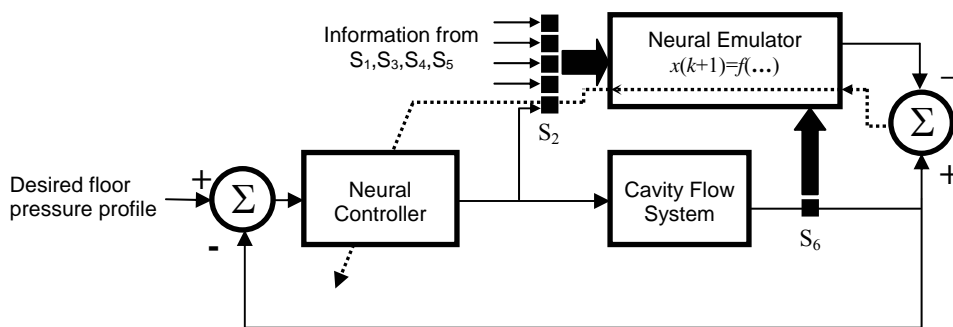 Information from
S1,S3,S4,S5
Neural Emulator
x(k+1)=f(...)
−
Σ
+
S2
Desired floor
pressure profile
+
Σ
-
Neural
Controller
Cavity Flow
System
S6